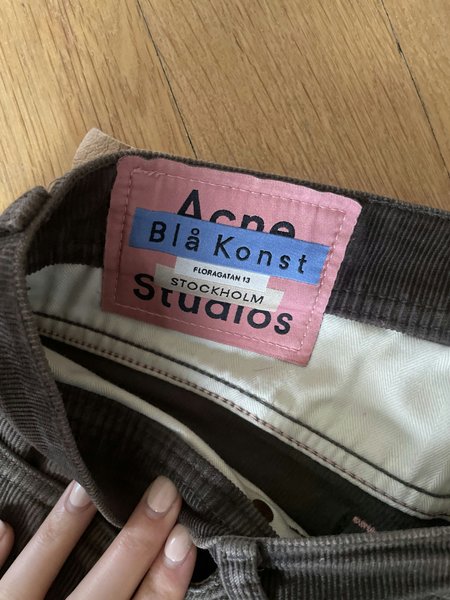 Acne
Blå Konst
FLORAGATAN 13
STOCKHOLM
Studios